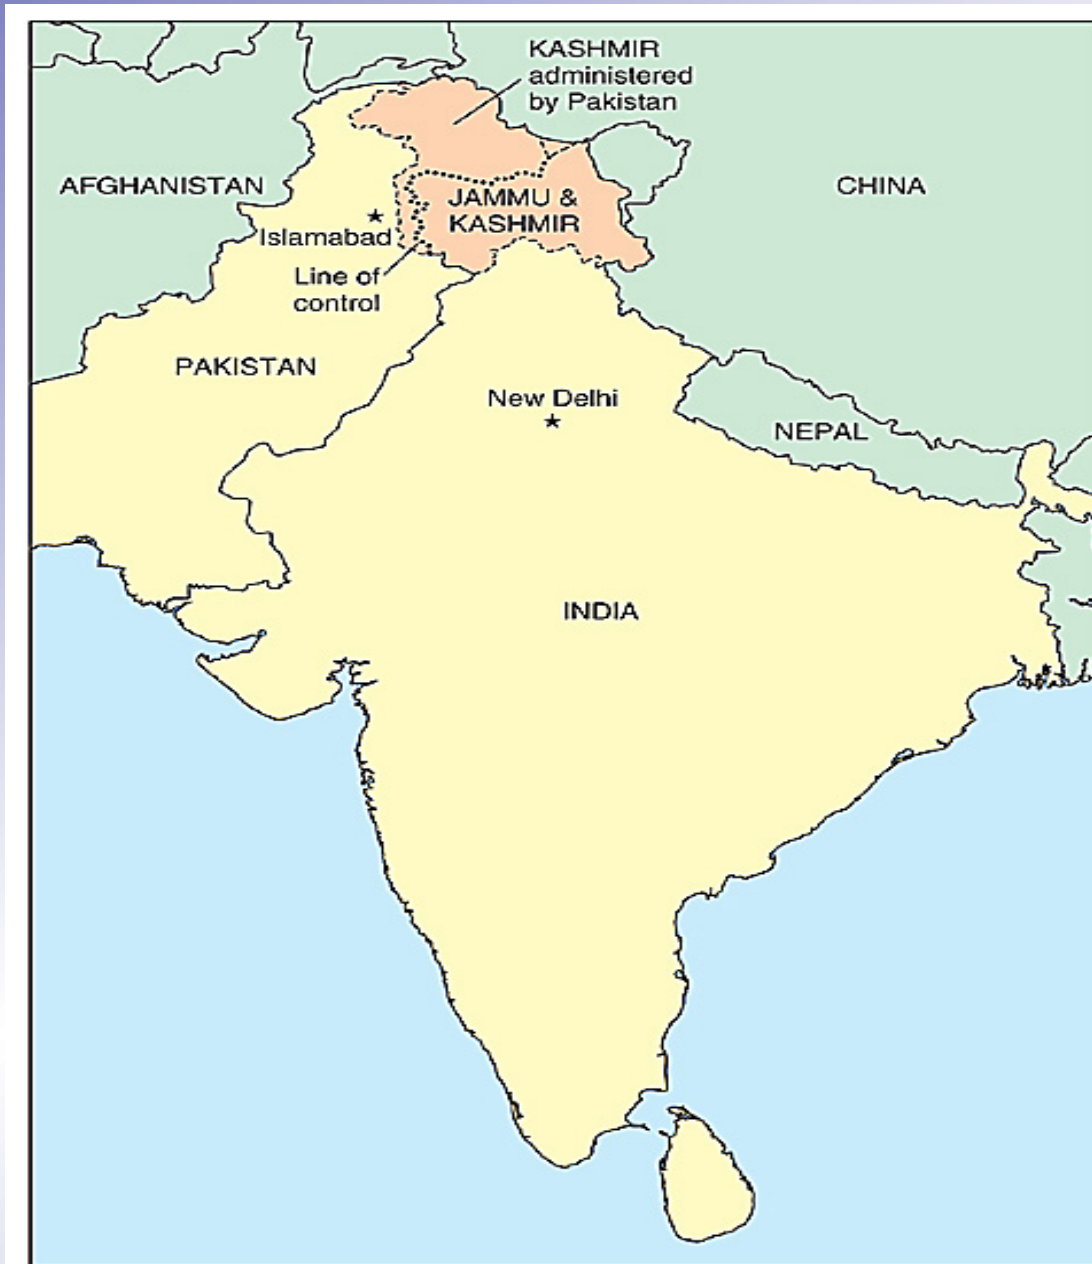 KASHMIR
administered
by Pakistan
AFGHANISTAN
CHINA
JAMMU &
KASHMIR
Islamabad
Line of
control
PAKISTAN
New Delhi
NEPAL
INDIA